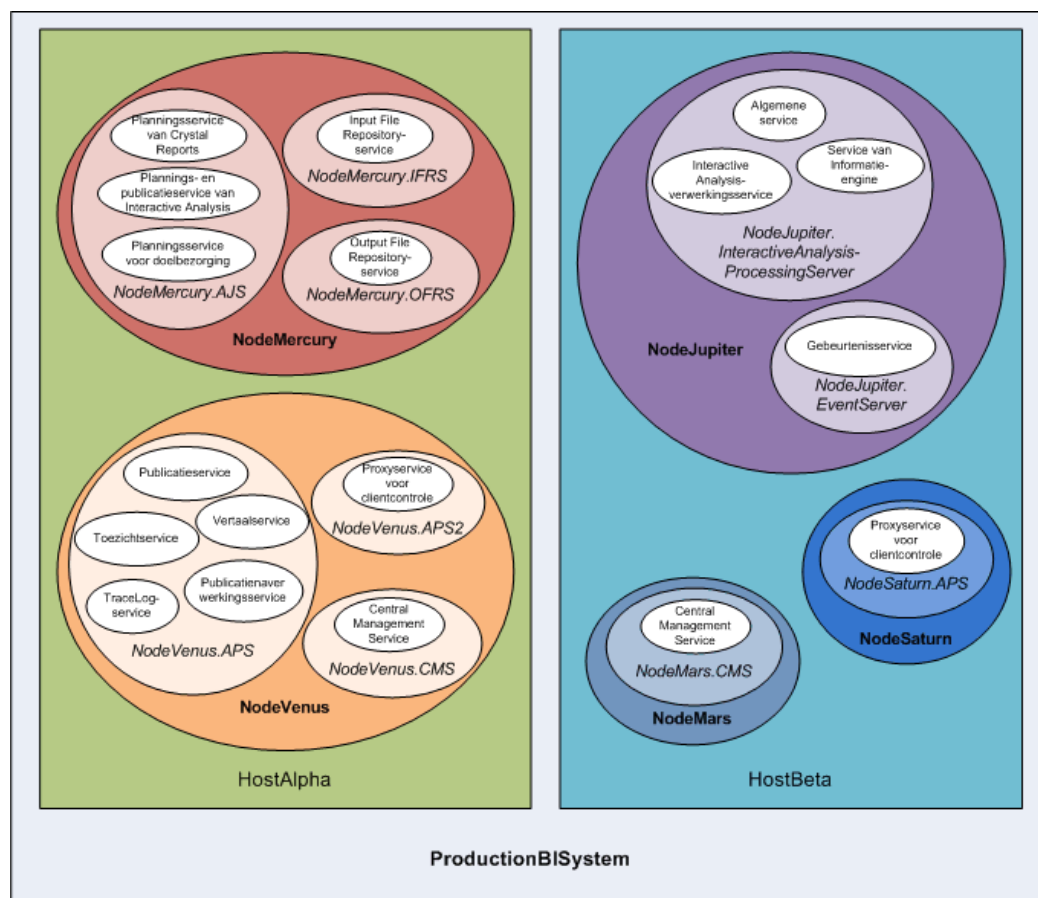 Planningsservice
van Crystal
Reports
Plannings- en
publicatieservice van
Interactive Analysis
Planningsservice
voor doelbezorging
NodeMercury.AJS
Input File
Repository-
service
NodeMercury.IFRS
Output File
Repository-
service
NodeMercury.OFRS
NodeMercury
Publicatieservice
Vertaalservice
Toezichtservice
Publicatienaver
werkingsservice
TraceLog-
service
NodeVenus.APS
Proxyservice
voor
clientcontrole
NodeVenus.APS2
Central
Management
Service
NodeVenus.CMS
NodeVenus
HostAlpha
Algemene
service
Interactive
Analysis-
verwerkingsservice
Service van
Informatie-
engine
NodeJupiter.
InteractiveAnalysis-
ProcessingServer
NodeJupiter
Gebeurtenisservice
NodeJupiter.
EventServer
Proxyservice
voor
clientcontrole
NodeSaturn.APS
NodeSaturn
Central
Management
Service
NodeMars.CMS
NodeMars
HostBeta
ProductionBISystem